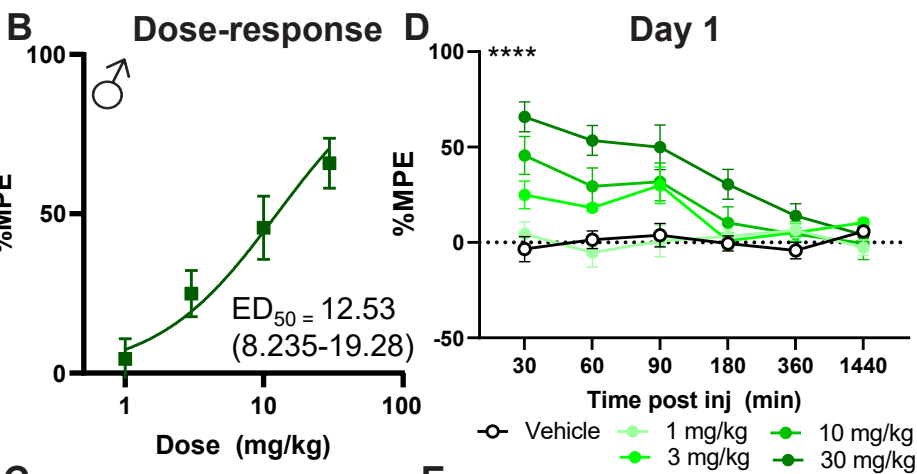 B Dose-response
100
50
0
%MPE
1 10 100
Dose (mg/kg)
ED50 = 12.53
(8.235-19.28)
D Day 1
100
50
0
-50
%MPE
****
30 60 90 180 360 1440
Time post inj (min)
Vehicle 1 mg/kg 10 mg/kg
3 mg/kg 30 mg/kg